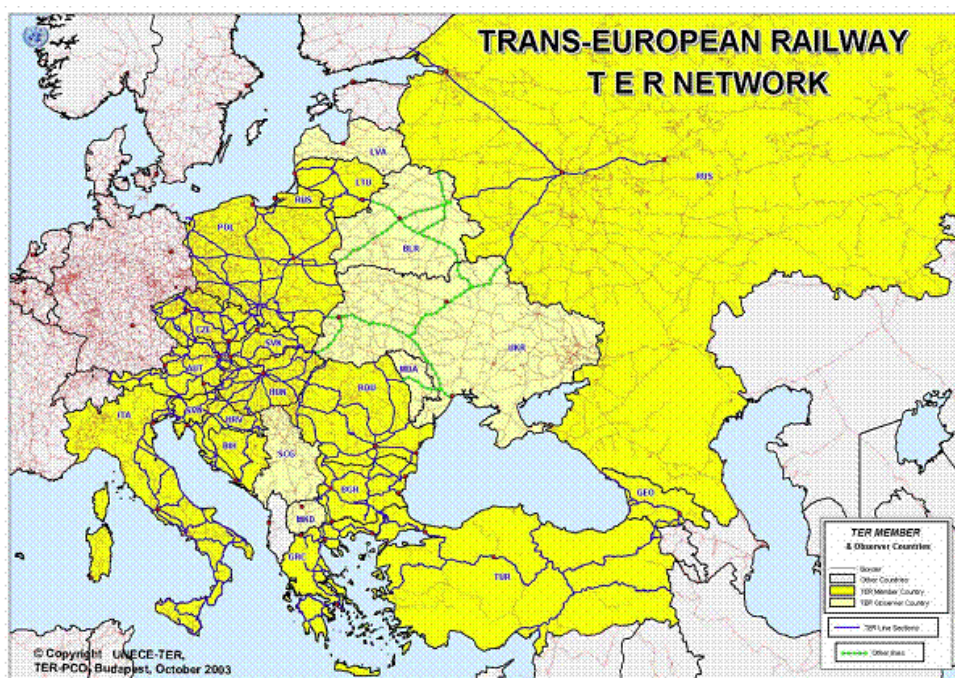 TRANS-EUROPEAN RAILWAY
T E R NETWORK
LVA
LTU
RUS
RUS
POL
BLR
CZE
SVK
UKR
AUT
MDA
HUN
ROU
ITA
SVN
HRV
BIH
SCG
BGR
GEO
MKD
GRC
TUR
TER MEMBER
& Observer Countries
Border
Other Countries
TER Member Country
TER Observer Country
TER Line Sections
Other lines
© Copyright UNECE-TER,
TER-PCO, Budapest, October 2003